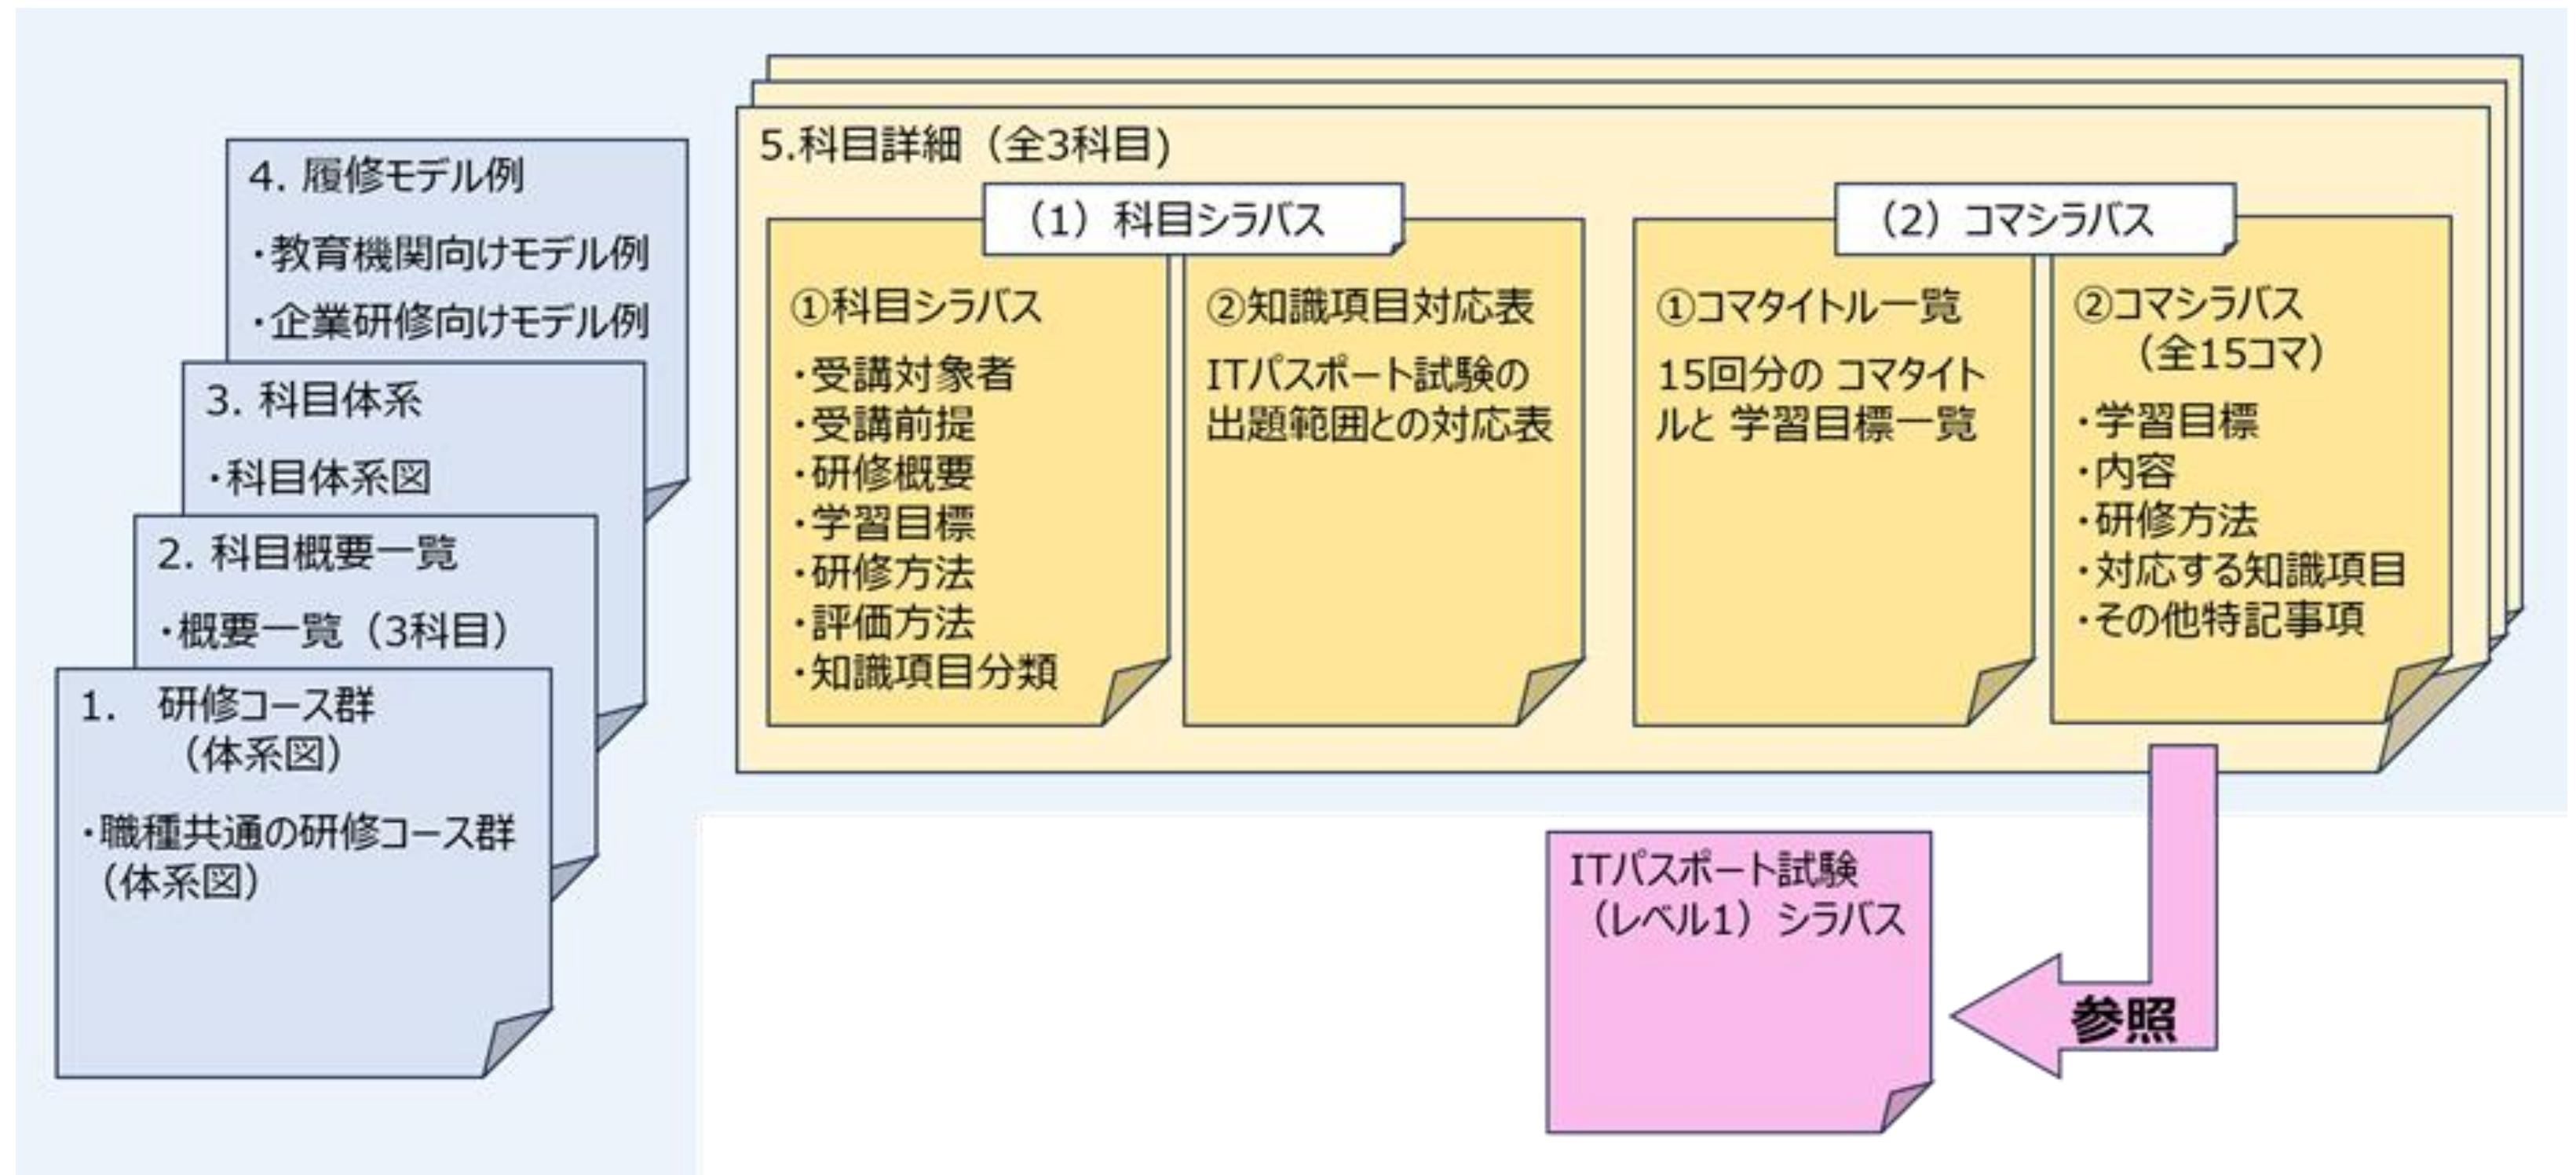 4. 履修モデル例
・教育機関向けモデル例
・企業研修向けモデル例
3. 科目体系
・科目体系図
2. 科目概要一覧
・概要一覧（3科目）
1. 研修コース群
（体系図）
・職種共通の研修コース群
（体系図）
5.科目詳細（全3科目)
（1）科目シラバス
①科目シラバス
・受講対象者
・受講前提
・研修概要
・学習目標
・研修方法
・評価方法
・知識項目分類
②知識項目対応表
ITパスポート試験の
出題範囲との対応表
（2）コマシラバス
①コマタイトル一覧
15回分の コマタイト
ルと 学習目標一覧
②コマシラバス
（全15コマ）
・学習目標
・内容
・研修方法
・対応する知識項目
・その他特記事項
ITパスポート試験
（レベル1）シラバス
参照